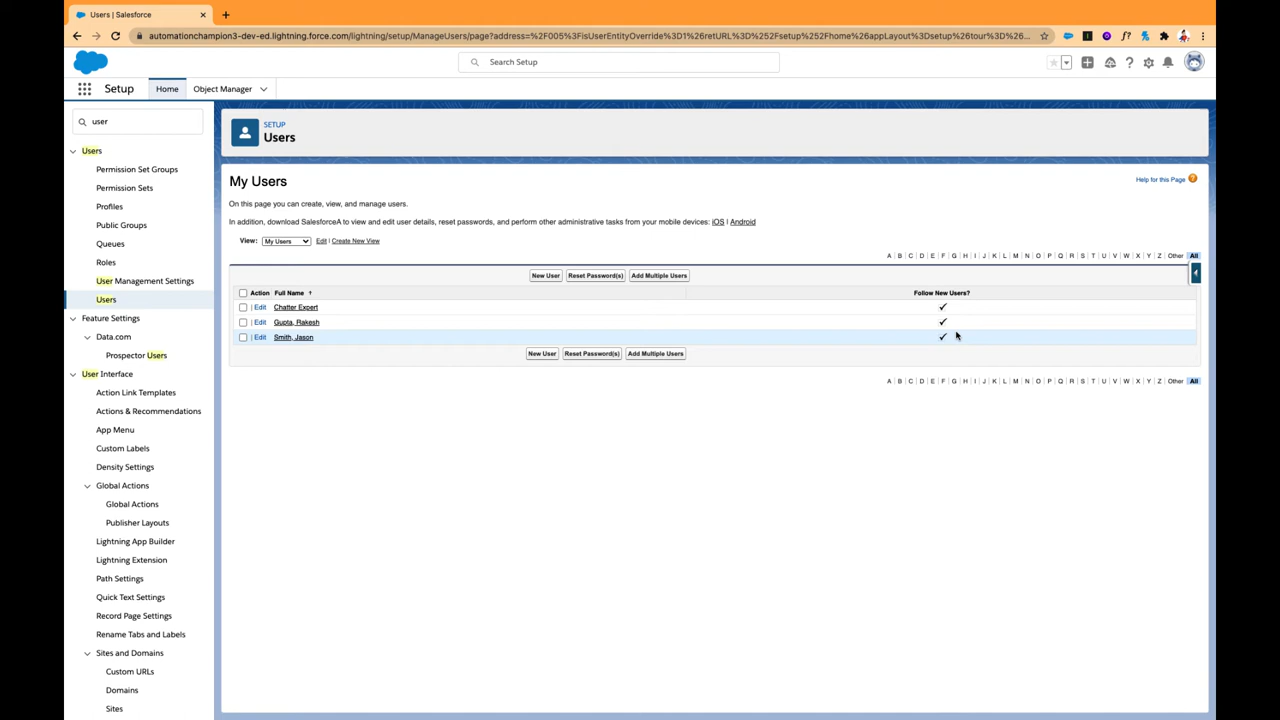 Users | Salesforce
automationchampion3-dev-ed.lightning.force.com/lightning/setup/ManageUsers/page?address=%2F005%3FisUserEntityOverride%3D1%26retURL%3D%252Fsetup%252Fhome%26appLayout%3Dsetup%26tour%3D%26...
Search Setup
Setup
Home
Object Manager
user
SETUP
Users
Users
Permission Set Groups
Permission Sets
Profiles
Public Groups
Queues
Roles
User Management Settings
Users
Feature Settings
Data.com
Prospector Users
User Interface
Action Link Templates
Actions & Recommendations
App Menu
Custom Labels
Density Settings
Global Actions
Global Actions
Publisher Layouts
Lightning App Builder
Lightning Extension
Path Settings
Quick Text Settings
Record Page Settings
Rename Tabs and Labels
Sites and Domains
Custom URLs
Domains
Sites
My Users
Help for this Page
On this page you can create, view, and manage users.
In addition, download SalesforceA to view and edit user details, reset passwords, and perform other administrative tasks from your mobile devices: iOS | Android
View: My Users Edit | Create New View
A B C D E F G H I J K L M N O P Q R S T U V W X Y Z Other All
New User Reset Password(s) Add Multiple Users
Action Full Name ↑ Follow New Users?
| Edit Chatter Expert ✓
| Edit Gupta, Rakesh ✓
| Edit Smith, Jason ✓
New User Reset Password(s) Add Multiple Users
A B C D E F G H I J K L M N O P Q R S T U V W X Y Z Other All